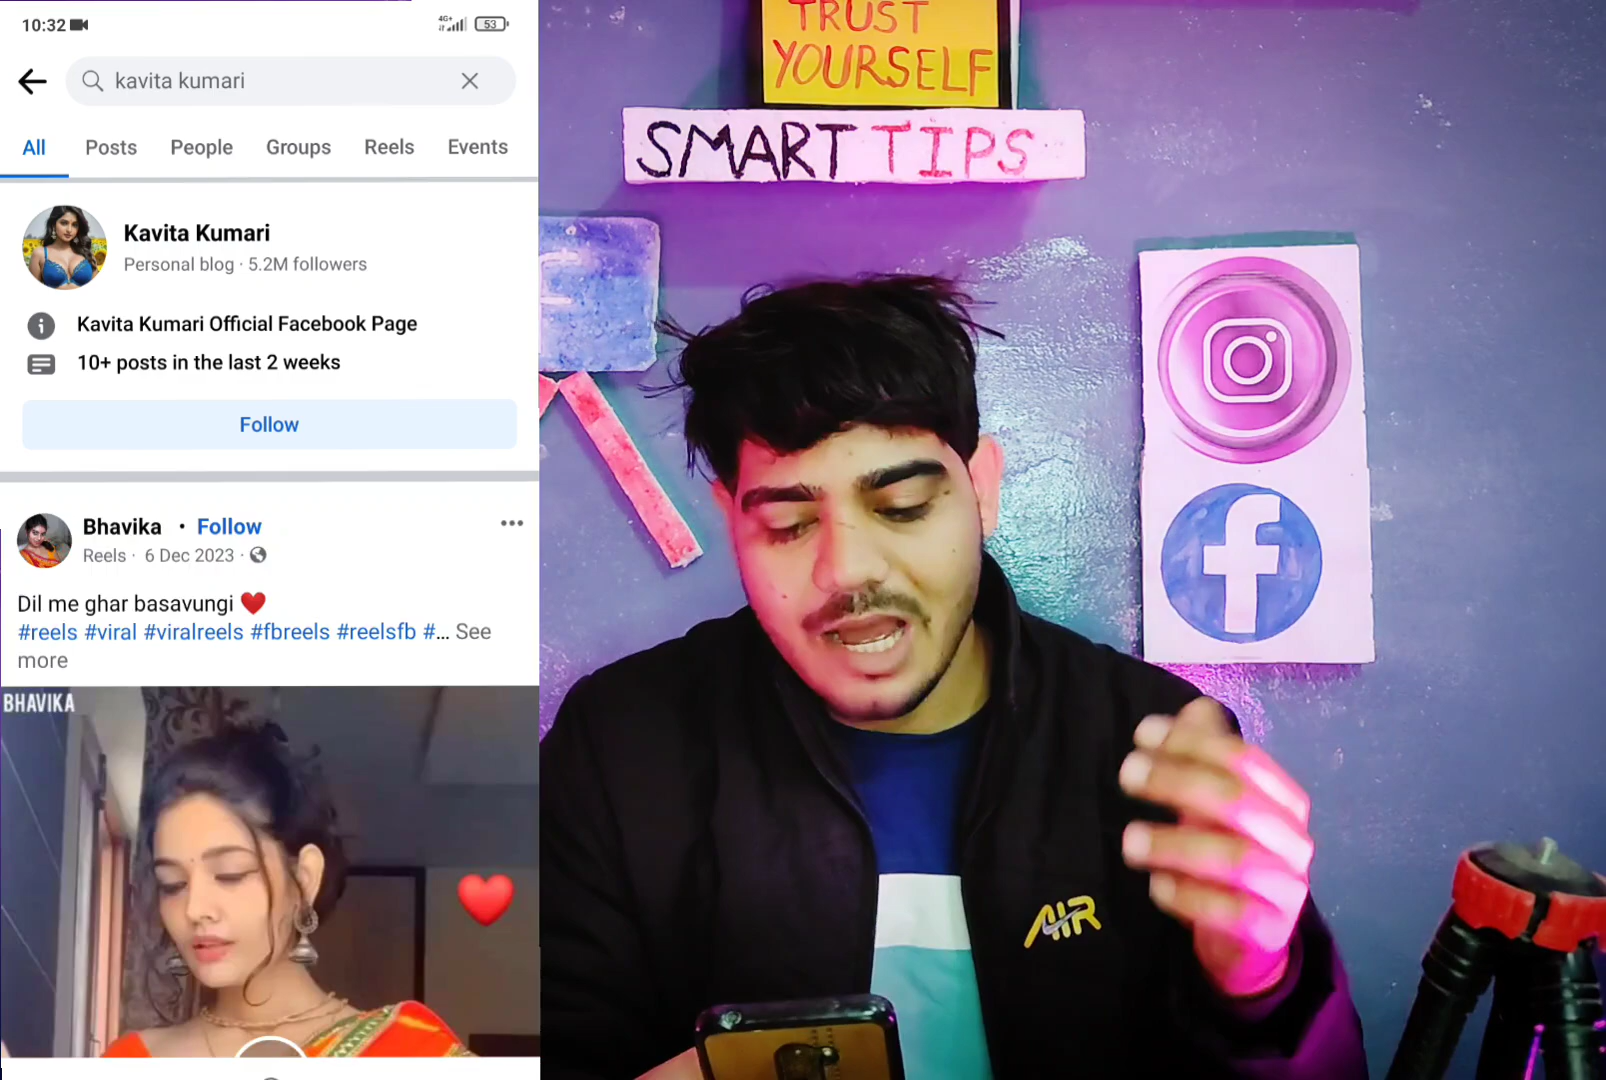 10:32
4G+
53
kavita kumari
All Posts People Groups Reels Events
Kavita Kumari
Personal blog · 5.2M followers
Kavita Kumari Official Facebook Page
10+ posts in the last 2 weeks
Follow
Bhavika • Follow
Reels · 6 Dec 2023 ·
Dil me ghar basavungi ❤️
#reels #viral #viralreels #fbreels #reelsfb #... See
more
BHAVIKA
TRUST
YOURSELF
SMART TIPS
f
AIR